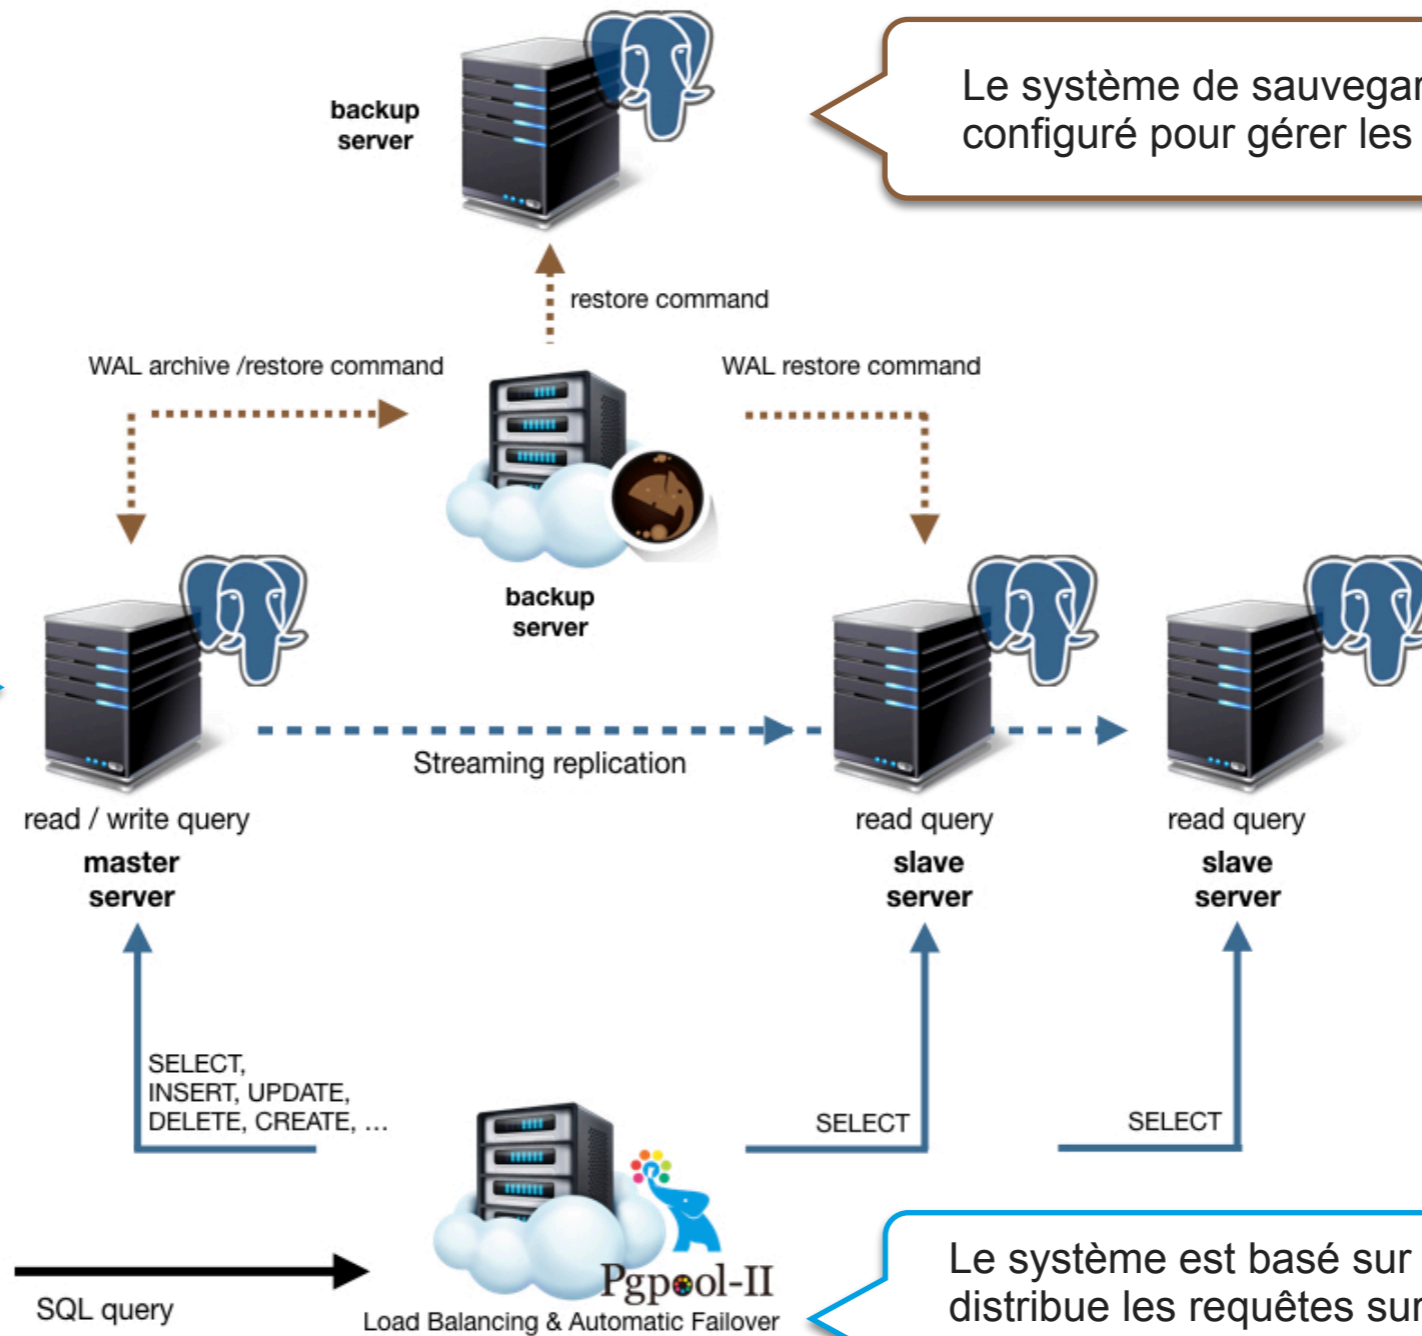 backup
server
Le système de sauvegar
configuré pour gérer les
restore command
WAL archive /restore command
WAL restore command
backup
server
Streaming replication
read / write query
master
server
read query
slave
server
read query
slave
server
SELECT,
INSERT, UPDATE,
DELETE, CREATE, ...
SELECT
SELECT
Pgpool-II
Load Balancing & Automatic Failover
SQL query
Le système est basé sur
distribue les requêtes sur